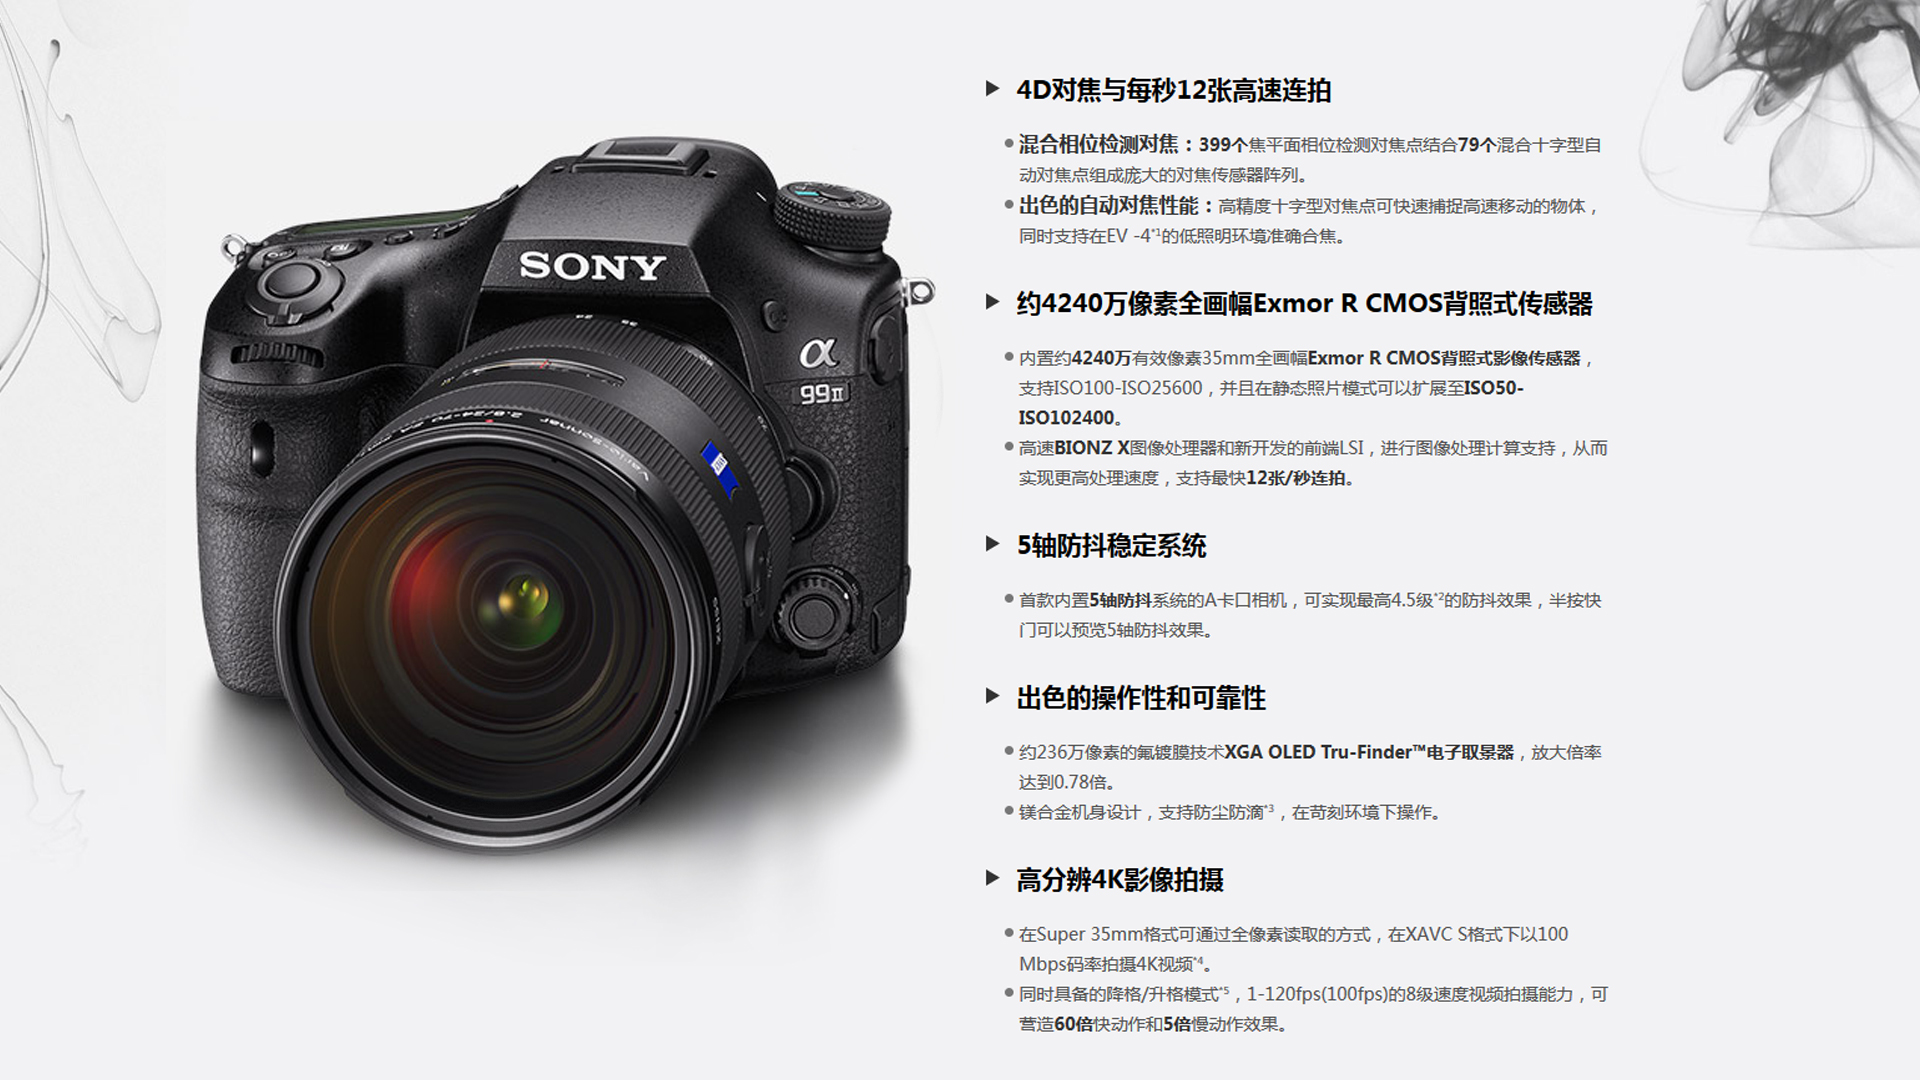 SONY
α
99II
Vario-Sonnar
2.8/24-70
▶ 4D对焦与每秒12张高速连拍
●混合相位检测对焦：399个焦平面相位检测对焦点结合79个混合十字型自
动对焦点组成庞大的对焦传感器阵列。
●出色的自动对焦性能：高精度十字型对焦点可快速捕捉高速移动的物体，
同时支持在EV -4*1的低照明环境准确合焦。
▶ 约4240万像素全画幅Exmor R CMOS背照式传感器
●内置约4240万有效像素35mm全画幅Exmor R CMOS背照式影像传感器，
支持ISO100-ISO25600，并且在静态照片模式可以扩展至ISO50-
ISO102400。
●高速BIONZ X图像处理器和新开发的前端LSI，进行图像处理计算支持，从而
实现更高处理速度，支持最快12张/秒连拍。
▶ 5轴防抖稳定系统
●首款内置5轴防抖系统的A卡口相机，可实现最高4.5级*2的防抖效果，半按快
门可以预览5轴防抖效果。
▶ 出色的操作性和可靠性
●约236万像素的氟镀膜技术XGA OLED Tru-Finder™电子取景器，放大倍率
达到0.78倍。
●镁合金机身设计，支持防尘防滴*3，在苛刻环境下操作。
▶ 高分辨4K影像拍摄
●在Super 35mm格式可通过全像素读取的方式，在XAVC S格式下以100
Mbps码率拍摄4K视频*4。
●同时具备的降格/升格模式*5，1-120fps(100fps)的8级速度视频拍摄能力，可
营造60倍快动作和5倍慢动作效果。